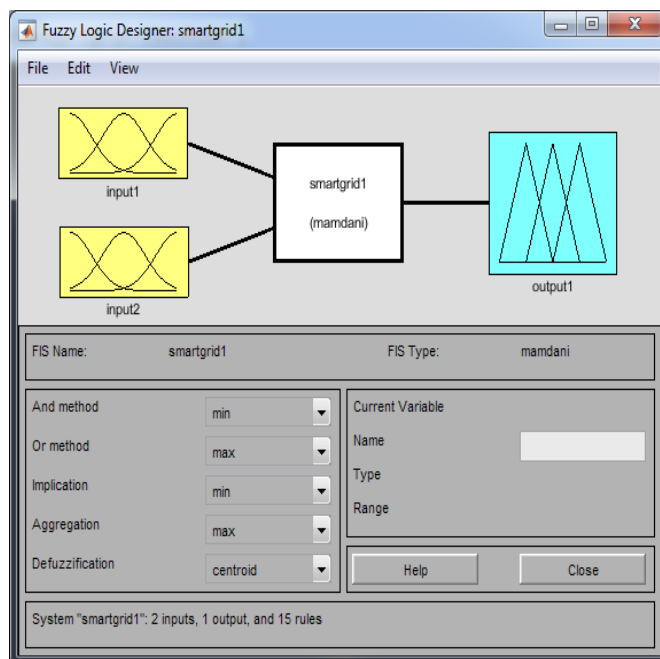 Fuzzy Logic Designer: smartgrid1
File Edit View
input1
input2
smartgrid1
(mamdani)
output1
FIS Name: smartgrid1 FIS Type: mamdani
And method min
Or method max
Implication min
Aggregation max
Defuzzification centroid
Current Variable
Name
Type
Range
Help Close
System "smartgrid1": 2 inputs, 1 output, and 15 rules